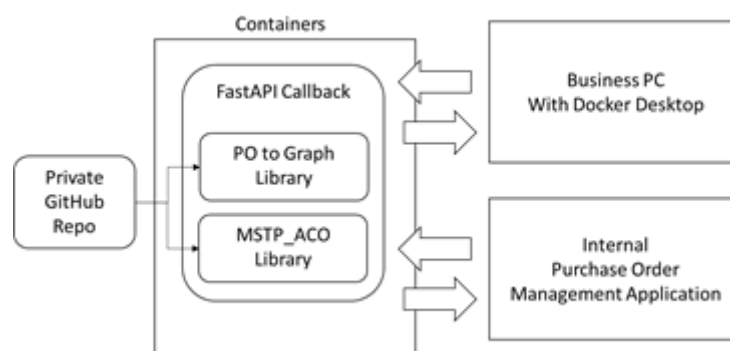 Containers
FastAPI Callback
PO to Graph
Library
MSTP_ACO
Library
Private
GitHub
Repo
Business PC
With Docker Desktop
Internal
Purchase Order
Management Application